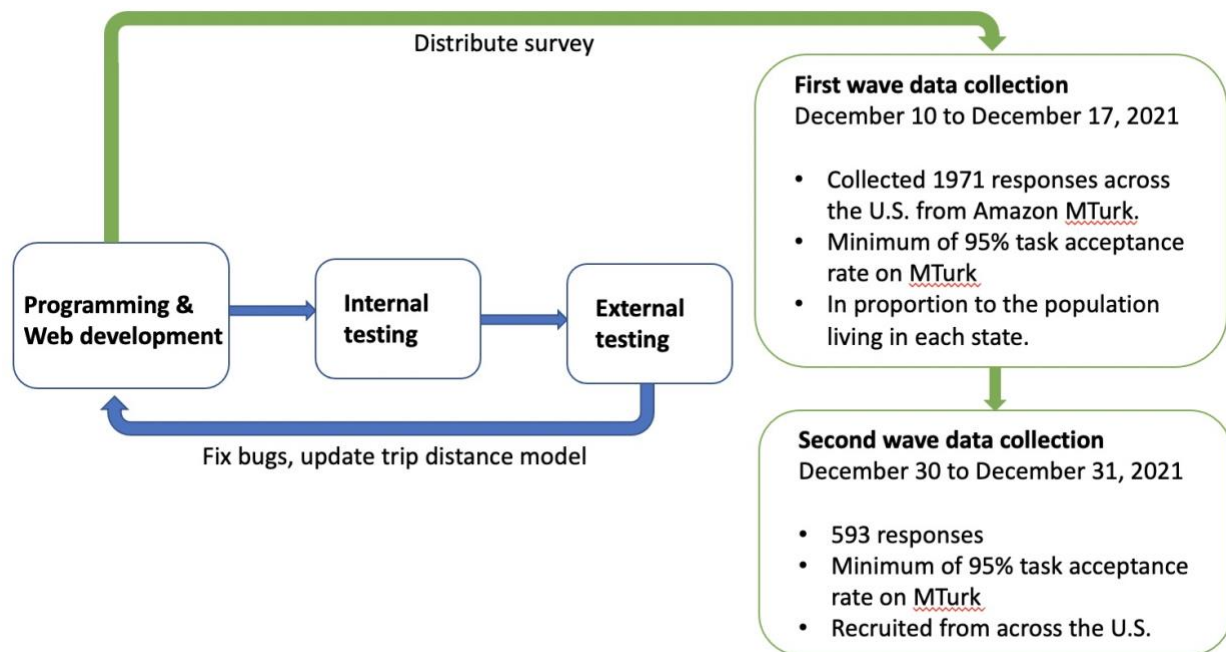 Distribute survey
First wave data collection
December 10 to December 17, 2021
• Collected 1971 responses across
the U.S. from Amazon MTurk.
• Minimum of 95% task acceptance
rate on MTurk
• In proportion to the population
living in each state.
Programming &
Web development
Internal
testing
External
testing
Fix bugs, update trip distance model
Second wave data collection
December 30 to December 31, 2021
• 593 responses
• Minimum of 95% task acceptance
rate on MTurk
• Recruited from across the U.S.